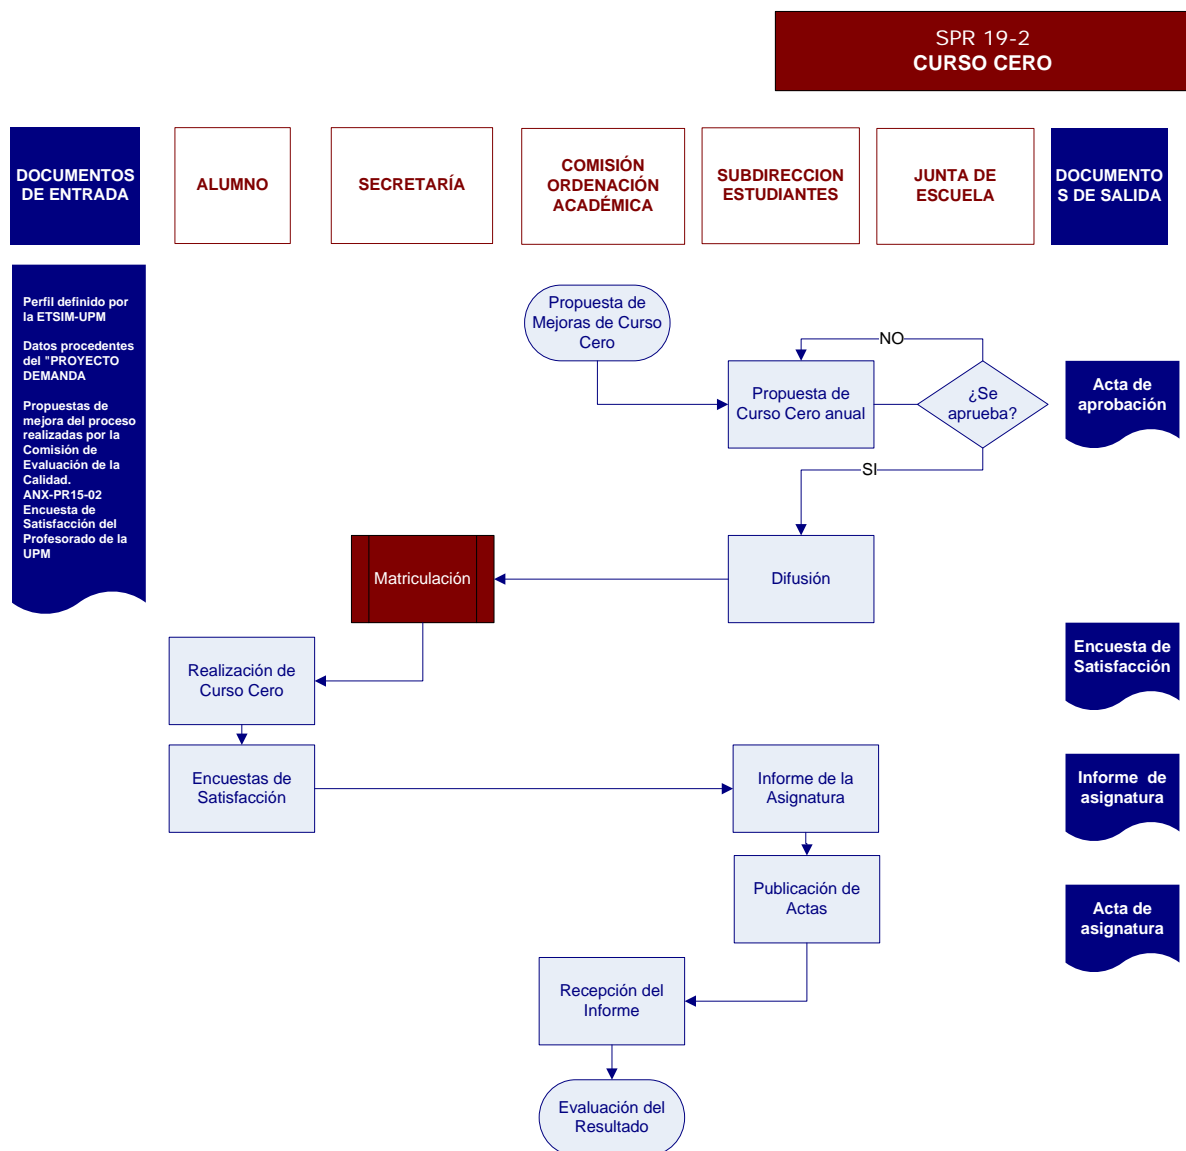 SPR 19-2
CURSO CERO
DOCUMENTOS
DE ENTRADA
ALUMNO
SECRETARÍA
COMISIÓN
ORDENACIÓN
ACADÉMICA
SUBDIRECCION
ESTUDIANTES
JUNTA DE
ESCUELA
DOCUMENTO
S DE SALIDA
Perfil definido por
la ETSIM-UPM
Datos procedentes
del "PROYECTO
DEMANDA
Propuestas de
mejora del proceso
realizadas por la
Comisión de
Evaluación de la
Calidad.
ANX-PR15-02
Encuesta de
Satisfacción del
Profesorado de la
UPM
Propuesta de
Mejoras de Curso
Cero
NO
Propuesta de
Curso Cero anual
¿Se
aprueba?
Acta de
aprobación
SI
Matriculación
Difusión
Realización de
Curso Cero
Encuesta de
Satisfacción
Encuestas de
Satisfacción
Informe de la
Asignatura
Informe de
asignatura
Publicación de
Actas
Acta de
asignatura
Recepción del
Informe
Evaluación del
Resultado